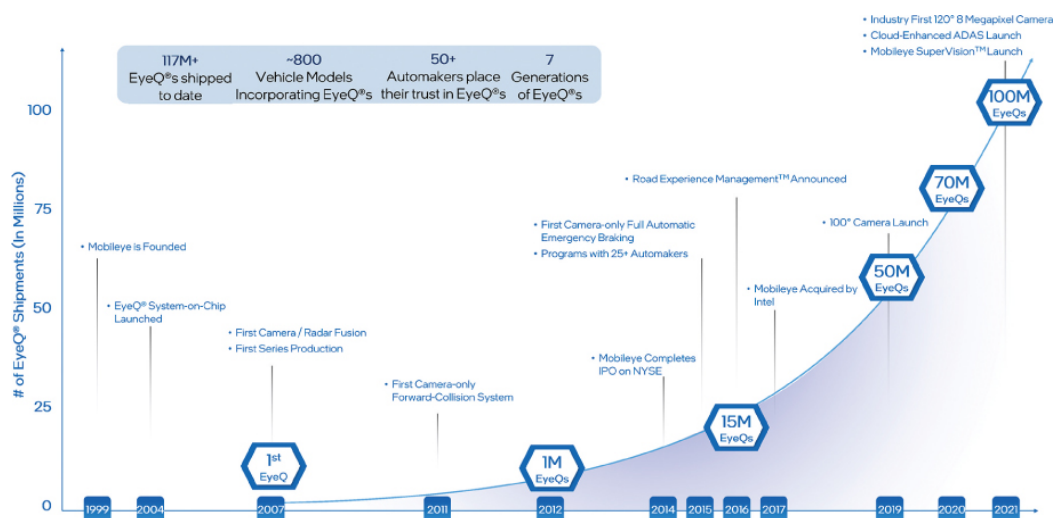 • Industry First 120° 8 Megapixel Camera
• Cloud-Enhanced ADAS Launch
• Mobileye SuperVision™ Launch
117M+
EyeQ®s shipped
to date
~800
Vehicle Models
Incorporating EyeQ®s
50+
Automakers place
their trust in EyeQ®s
7
Generations
of EyeQ®s
# of EyeQ® Shipments (In Millions)
100
75
50
25
0
• Mobileye is Founded
• EyeQ® System-on-Chip
Launched
• First Camera / Radar Fusion
• First Series Production
• First Camera-only
Forward-Collision System
• First Camera-only Full Automatic
Emergency Braking
• Programs with 25+ Automakers
• Mobileye Completes
IPO on NYSE
• Road Experience Management™ Announced
• Mobileye Acquired by
Intel
• 100° Camera Launch
1st
EyeQ
1M
EyeQs
15M
EyeQs
50M
EyeQs
70M
EyeQs
100M
EyeQs
1999
2004
2007
2011
2012
2014
2015
2016
2017
2019
2020
2021